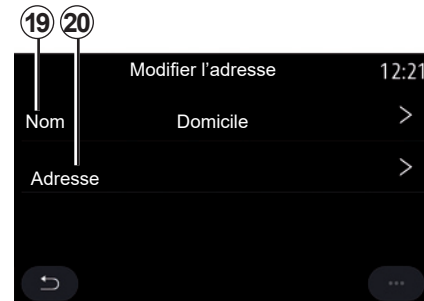 19 20
Modifier l'adresse 12:21
Nom Domicile >
Adresse >
...